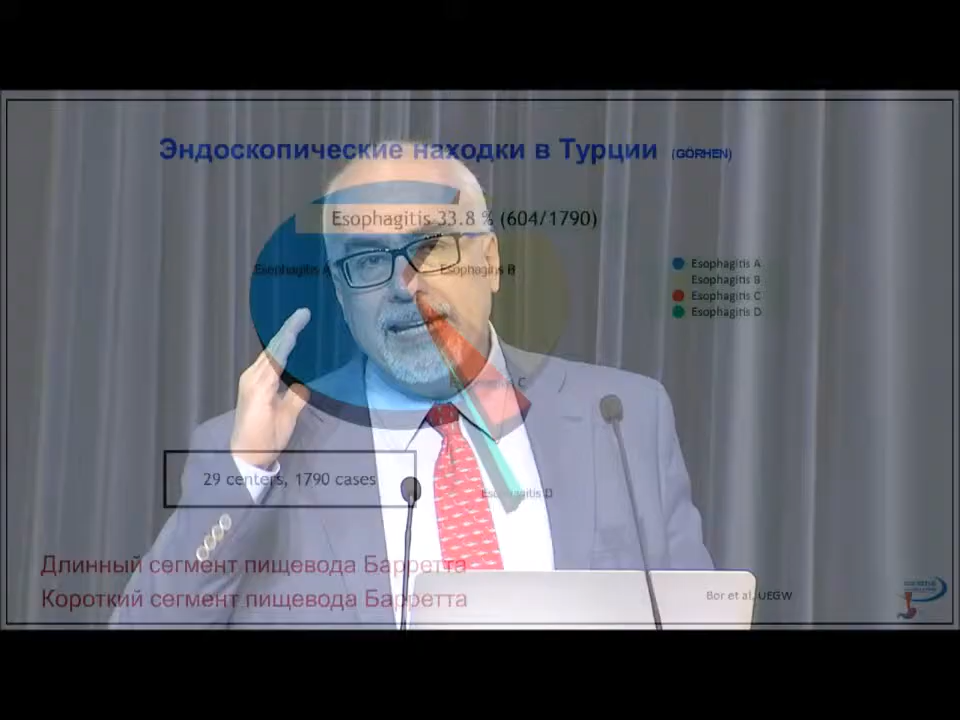 Эндоскопические находки в Турции (GÖRHEN)
Esophagitis 33.8 % (604/1790)
Esophagitis A
Esophagitis B
Esophagitis A
Esophagitis B
Esophagitis C
Esophagitis D
Esophagitis C
Esophagitis D
29 centers, 1790 cases
Длинный сегмент пищевода Барретта
Короткий сегмент пищевода Барретта
Bor et al. UEGW